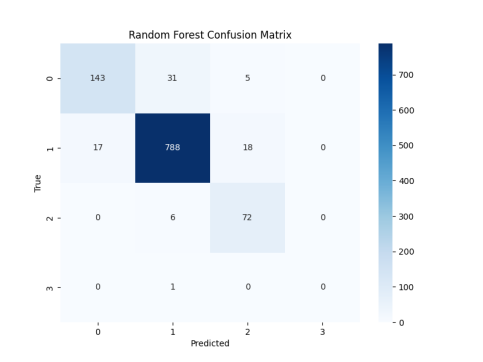 Random Forest Confusion Matrix
0 143 31 5 0
1 17 788 18 0
2 0 6 72 0
3 0 1 0 0
0 1 2 3
True
Predicted
700
600
500
400
300
200
100
0